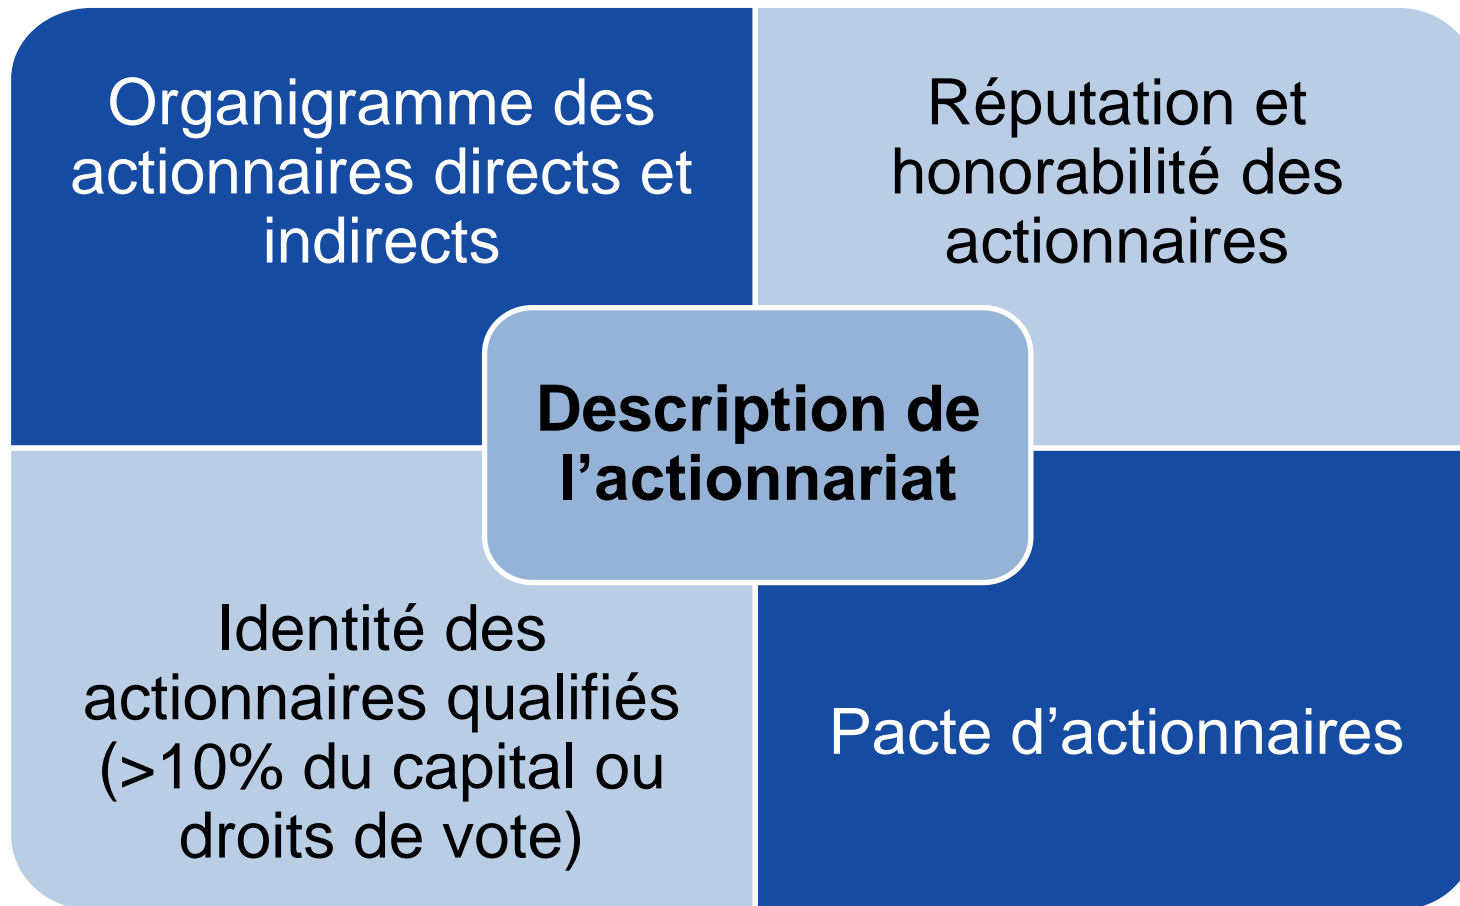 Organigramme des
actionnaires directs et
indirects
Réputation et
honorabilité des
actionnaires
Description de
l’actionnariat
Identité des
actionnaires qualifiés
(>10% du capital ou
droits de vote)
Pacte d’actionnaires